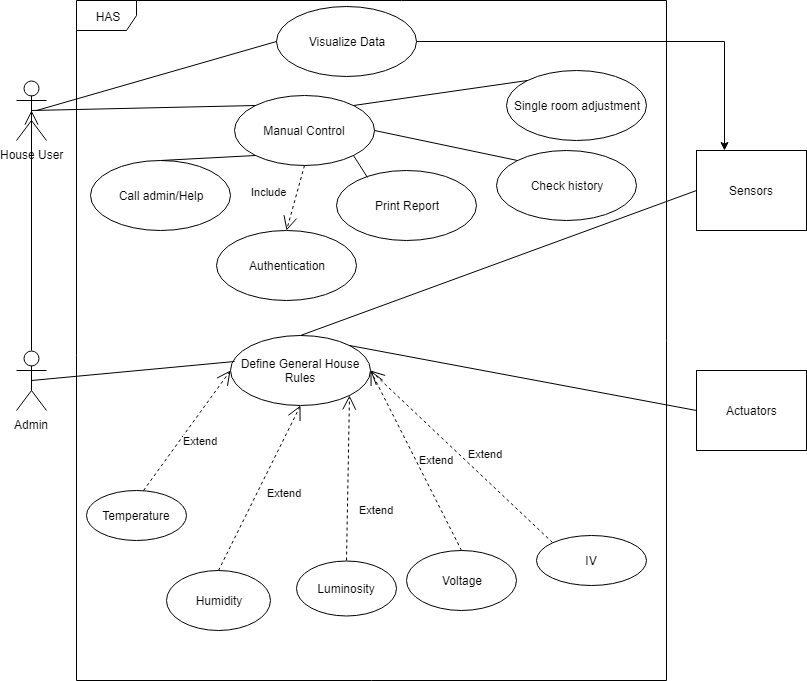 HAS
Visualize Data
Single room adjustment
Manual Control
House User
Call admin/Help
Include
Print Report
Check history
Sensors
Authentication
Define General House
Rules
Admin
Actuators
Extend
Extend
Extend
Extend
Extend
Temperature
Humidity
Luminosity
Voltage
IV